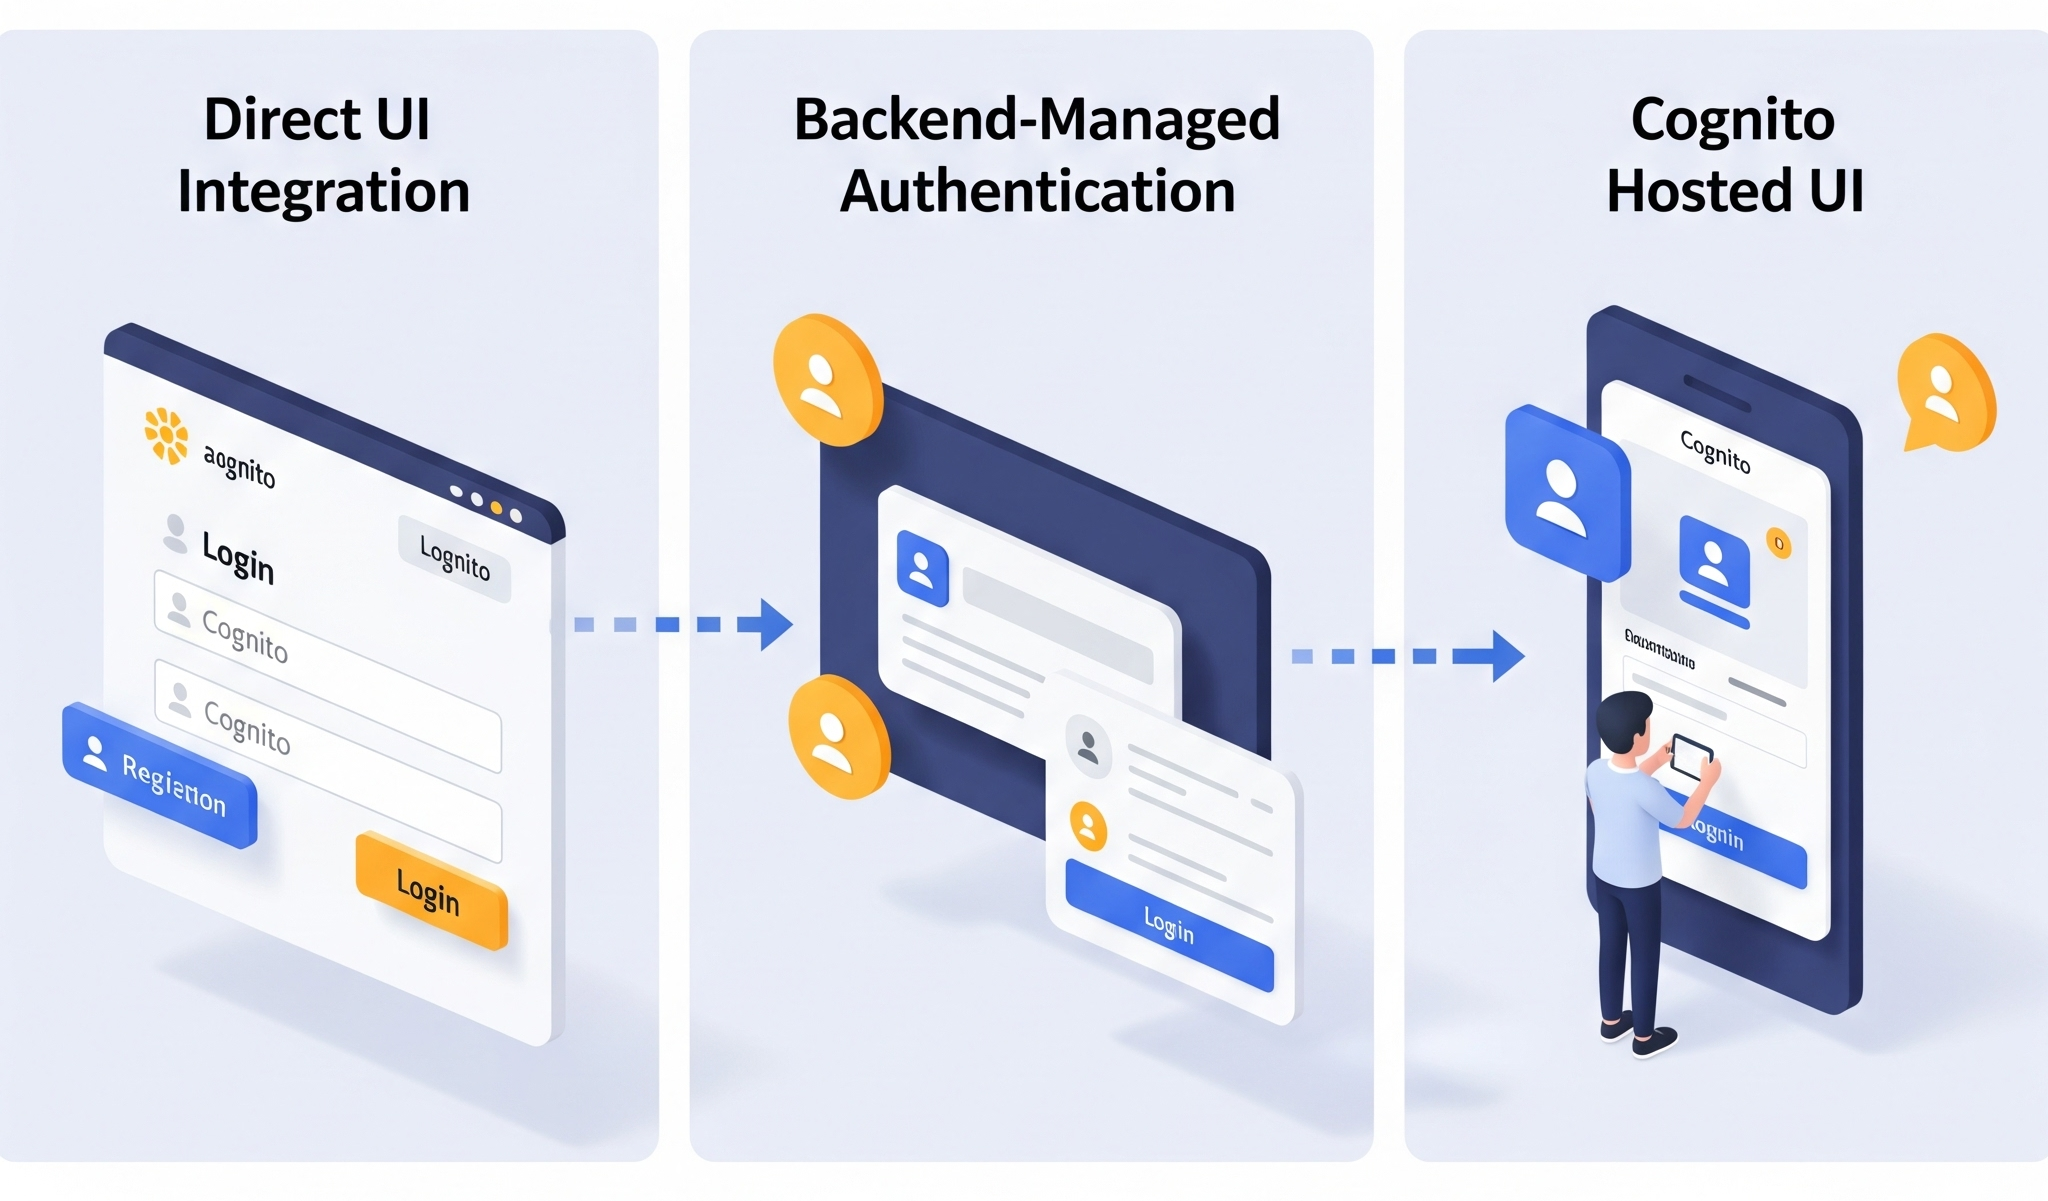 Direct UI
Integration
aognito
Login
Lognito
Cognito
Cognito
Login
Backend-Managed
Authentication
Login
Cognito
Hosted UI
Cognito